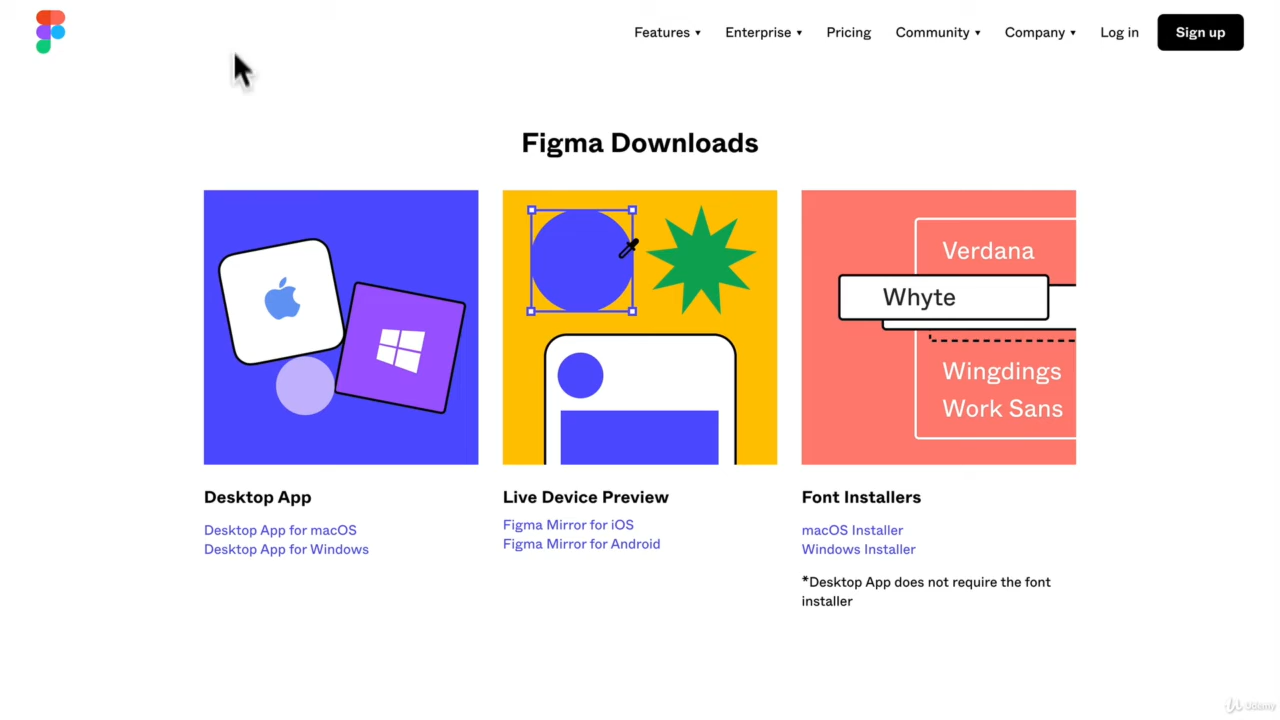 Features ▾ Enterprise ▾ Pricing Community ▾ Company ▾ Log in Sign up
Figma Downloads
Verdana
Whyte
Wingdings
Work Sans
Desktop App
Desktop App for macOS
Desktop App for Windows
Live Device Preview
Figma Mirror for iOS
Figma Mirror for Android
Font Installers
macOS Installer
Windows Installer
*Desktop App does not require the font
installer
Udemy